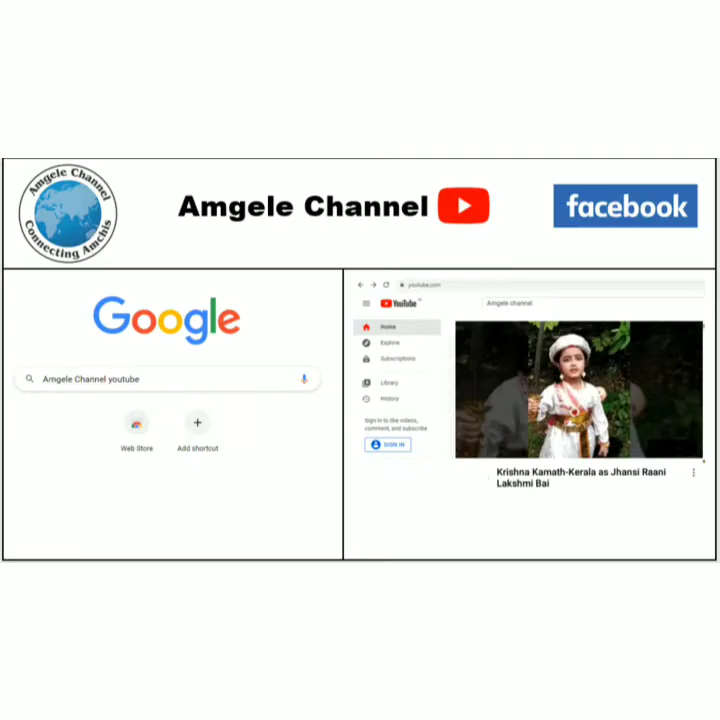 Amgele Channel
Connecting Amchis
Amgele Channel
facebook
Google
Amgele Channel youtube
Web Store
Add shortcut
youtube.com
YouTube
Amgele channel
Home
Explore
Subscriptions
Library
History
Sign in to like videos,
comment, and subscribe
SIGN IN
Krishna Kamath-Kerala as Jhansi Raani
Lakshmi Bai